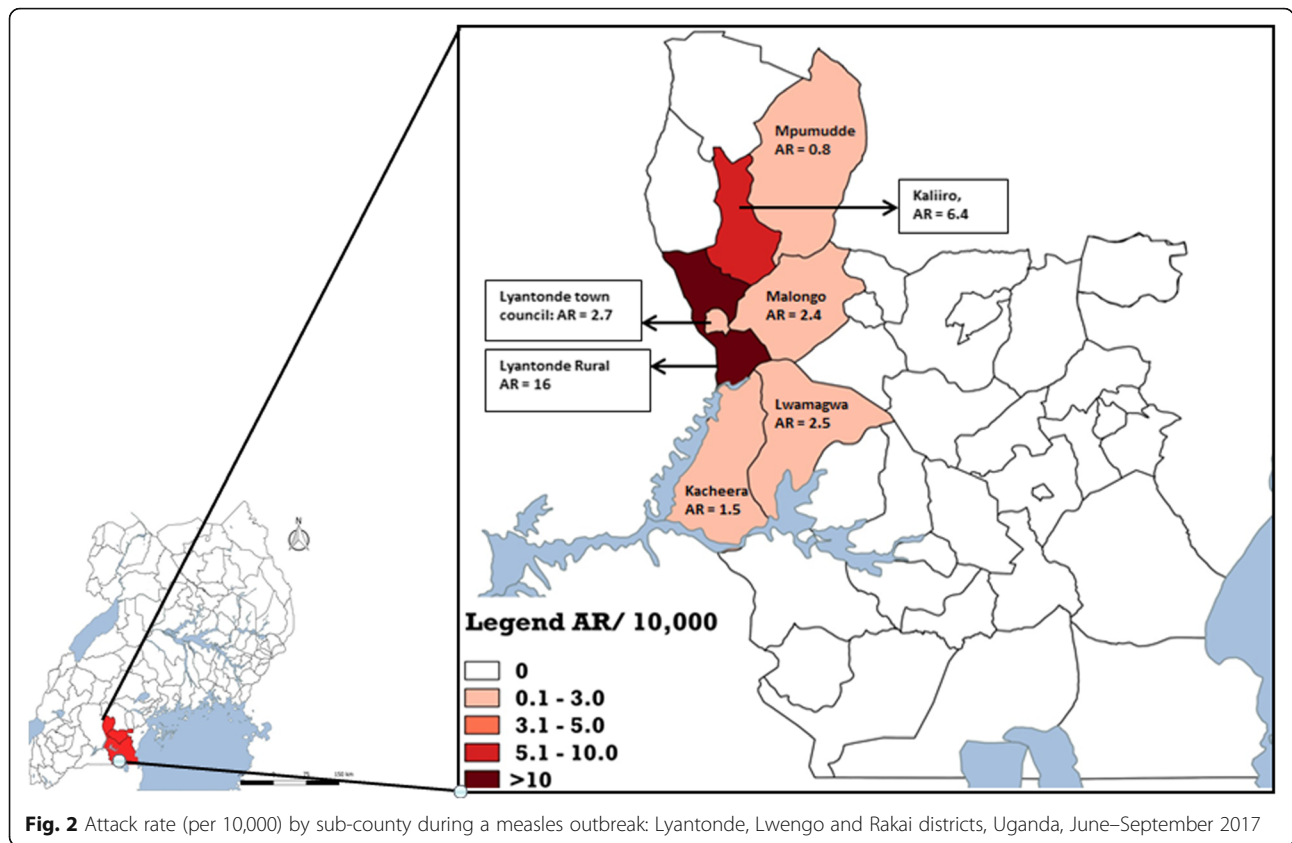 Mpumudde
AR = 0.8
Kaliiro,
AR = 6.4
Lyantonde town
council: AR = 2.7
Malongo
AR = 2.4
Lyantonde Rural
AR = 16
Lwamagwa
AR = 2.5
Kacheera
AR = 1.5
N
Legend AR/ 10,000
0
0.1 - 3.0
3.1 - 5.0
5.1 - 10.0
>10
75
150 km
Fig. 2 Attack rate (per 10,000) by sub-county during a measles outbreak: Lyantonde, Lwengo and Rakai districts, Uganda, June–September 2017